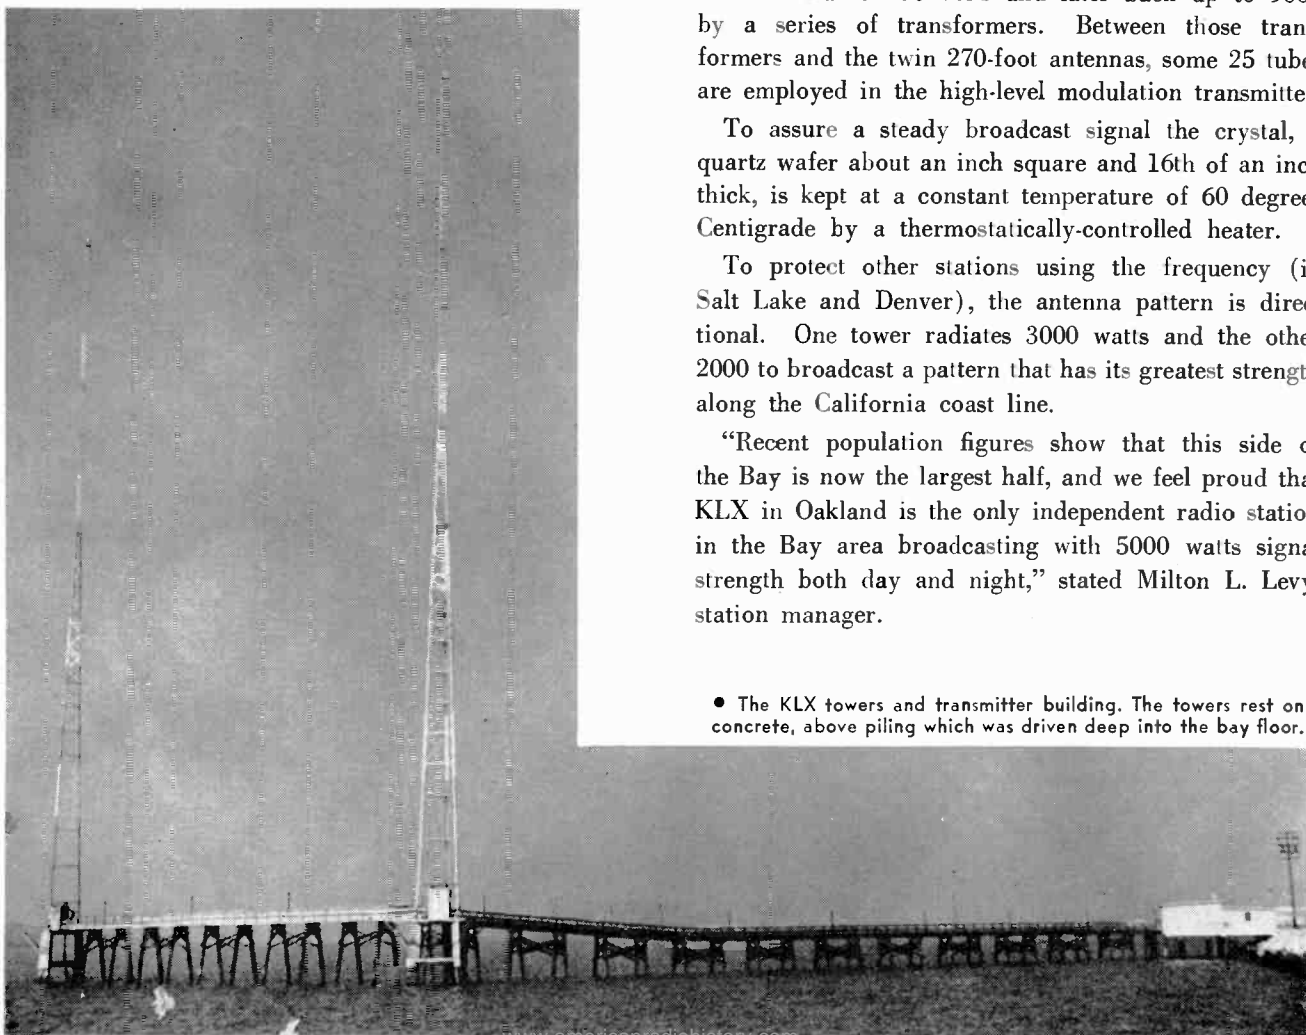 by a series of transformers. Between those tran
formers and the twin 270-foot antennas, some 25 tube
are employed in the high-level modulation transmitte
To assure a steady broadcast signal the crystal,
quartz wafer about an inch square and 16th of an inc
thick, is kept at a constant temperature of 60 degree
Centigrade by a thermostatically-controlled heater.
To protect other stations using the frequency (i
Salt Lake and Denver), the antenna pattern is direc
tional. One tower radiates 3000 watts and the othe
2000 to broadcast a pattern that has its greatest strengt
along the California coast line.
“Recent population figures show that this side o
the Bay is now the largest half, and we feel proud tha
KLX in Oakland is the only independent radio statio
in the Bay area broadcasting with 5000 watts signa
strength both day and night,” stated Milton L. Levy
station manager.
● The KLX towers and transmitter building. The towers rest on
concrete, above piling which was driven deep into the bay floor.
www.americanradiohistory.com